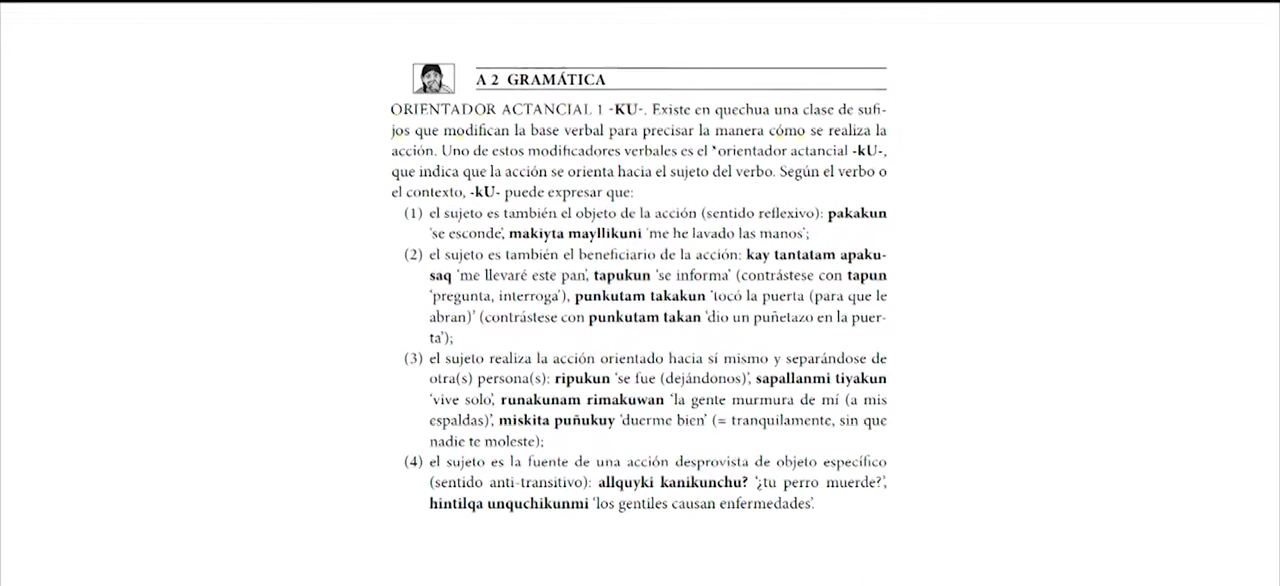 A 2 GRAMÁTICA
ORIENTADOR ACTANCIAL 1 -KU-. Existe en quechua una clase de sufi-
jos que modifican la base verbal para precisar la manera cómo se realiza la
acción. Uno de estos modificadores verbales es el *orientador actancial -kU-,
que indica que la acción se orienta hacia el sujeto del verbo. Según el verbo o
el contexto, -kU- puede expresar que:
(1) el sujeto es también el objeto de la acción (sentido reflexivo): pakakun
'se esconde', makiyta mayllikuni 'me he lavado las manos';
(2) el sujeto es también el beneficiario de la acción: kay tantatam apaku-
saq 'me llevaré este pan', tapukun 'se informa' (contrástese con tapun
'pregunta, interroga'), punkutam takakun 'tocó la puerta (para que le
abran)' (contrástese con punkutam takan 'dio un puñetazo en la puer-
ta');
(3) el sujeto realiza la acción orientado hacia sí mismo y separándose de
otra(s) persona(s): ripukun 'se fue (dejándonos)', sapallanmi tiyakun
'vive solo', runakunam rimakuwan 'la gente murmura de mí (a mis
espaldas)', miskita puñukuy 'duerme bien' (= tranquilamente, sin que
nadie te moleste);
(4) el sujeto es la fuente de una acción desprovista de objeto específico
(sentido anti-transitivo): allquyki kanikunchu? '¿tu perro muerde?',
hintilqa unquchikunmi 'los gentiles causan enfermedades'.